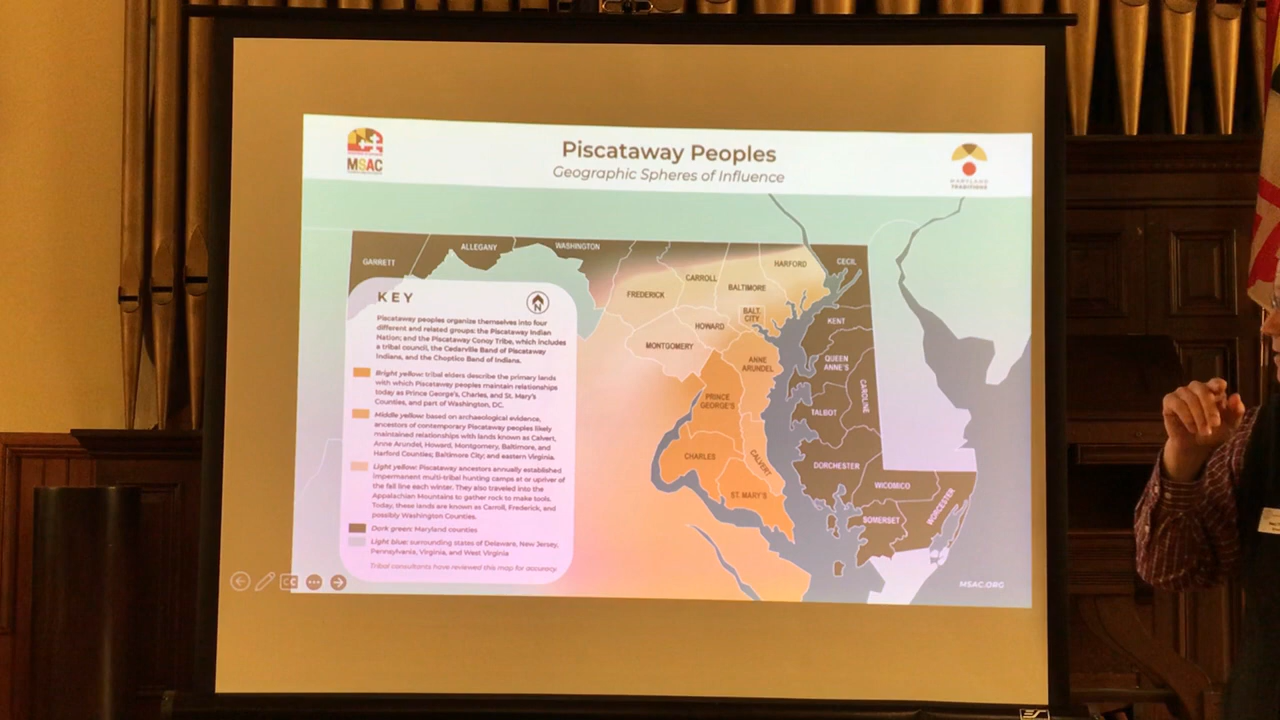 MSAC
Piscataway Peoples
Geographic Spheres of Influence
MARYLAND
TRADITIONS
GARRETT
ALLEGANY
WASHINGTON
FREDERICK
CARROLL
BALTIMORE
HARFORD
CECIL
BALT.
CITY
HOWARD
MONTGOMERY
KENT
ANNE
ARUNDEL
QUEEN
ANNE'S
CAROLINE
PRINCE
GEORGE'S
TALBOT
CHARLES
CALVERT
DORCHESTER
ST. MARY'S
WICOMICO
SOMERSET
WORCESTER
KEY
N
Piscataway peoples organize themselves into four
different and related groups: the Piscataway Indian
Nation; and the Piscataway Conoy Tribe, which includes
a tribal council, the Cedarville Band of Piscataway
Indians, and the Choptico Band of Indians.
Bright yellow: tribal elders describe the primary lands
with which Piscataway peoples maintain relationships
today as Prince George's, Charles, and St. Mary's
Counties, and part of Washington, DC.
Middle yellow: based on archaeological evidence,
ancestors of contemporary Piscataway peoples likely
maintained relationships with lands known as Calvert,
Anne Arundel, Howard, Montgomery, Baltimore, and
Harford Counties; Baltimore City; and eastern Virginia.
Light yellow: Piscataway ancestors annually established
impermanent multi-tribal hunting camps at or upriver of
the fall line each winter. They also traveled into the
Appalachian Mountains to gather rock to make tools.
Today, these lands are known as Carroll, Frederick, and
possibly Washington Counties.
Dark green: Maryland counties
Light blue: surrounding states of Delaware, New Jersey,
Pennsylvania, Virginia, and West Virginia
Tribal consultants have reviewed this map for accuracy.
CC
MSAC.ORG